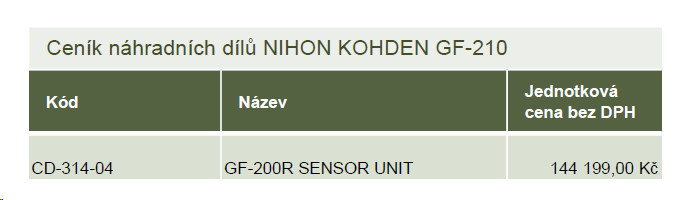 Ceník náhradních dílů NIHON KOHDEN GF-210
Kód
Název
Jednotková
cena bez DPH
CD-314-04
GF-200R SENSOR UNIT
144 199,00 Kč